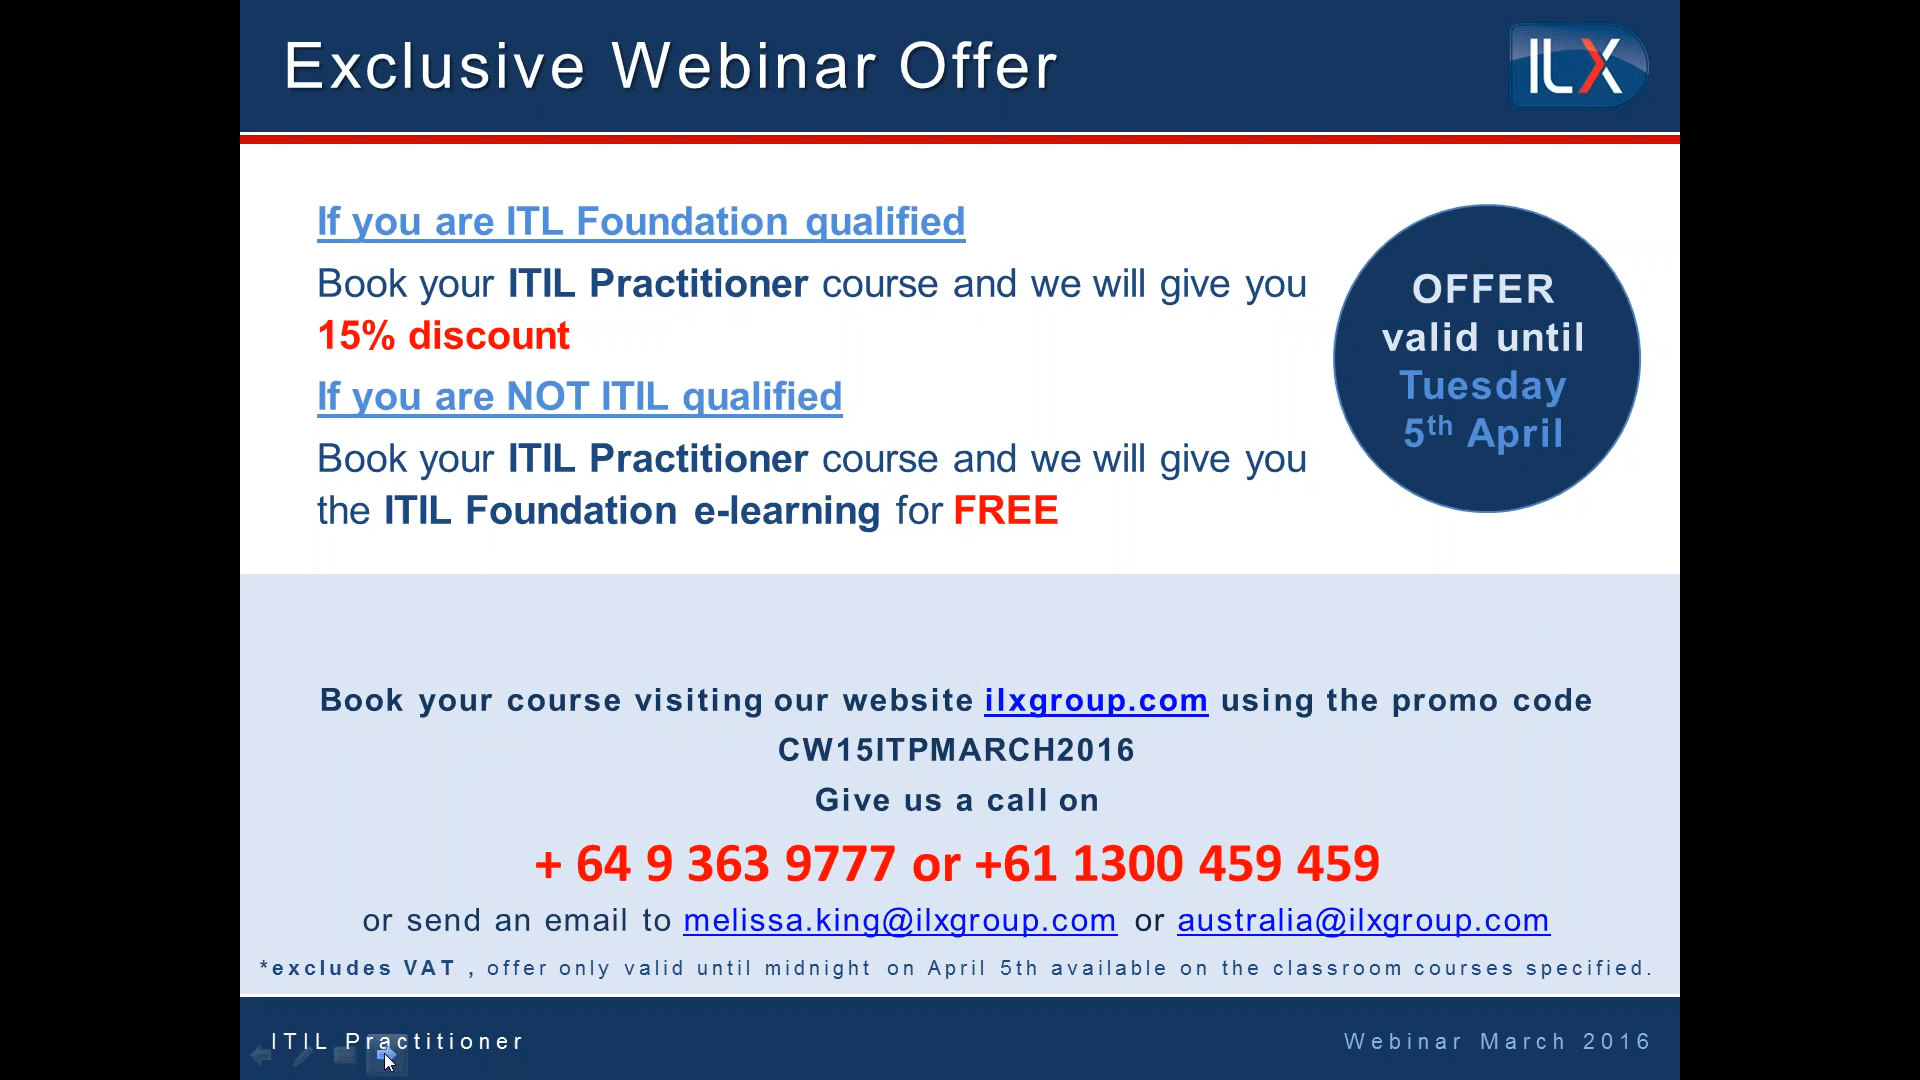 Exclusive Webinar Offer
ILX
If you are ITL Foundation qualified
Book your ITIL Practitioner course and we will give you
15% discount
If you are NOT ITIL qualified
Book your ITIL Practitioner course and we will give you
the ITIL Foundation e-learning for FREE
OFFER
valid until
Tuesday
5th April
Book your course visiting our website ilxgroup.com using the promo code
CW15ITPMARCH2016
Give us a call on
+ 64 9 363 9777 or +61 1300 459 459
or send an email to melissa.king@ilxgroup.com or australia@ilxgroup.com
*excludes VAT , offer only valid until midnight on April 5th available on the classroom courses specified.
ITIL Practitioner
Webinar March 2016